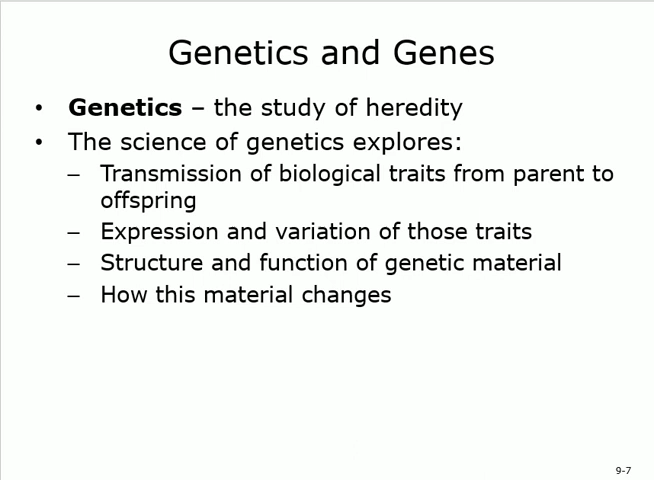 Genetics and Genes
• Genetics – the study of heredity
• The science of genetics explores:
– Transmission of biological traits from parent to
offspring
– Expression and variation of those traits
– Structure and function of genetic material
– How this material changes
9-7